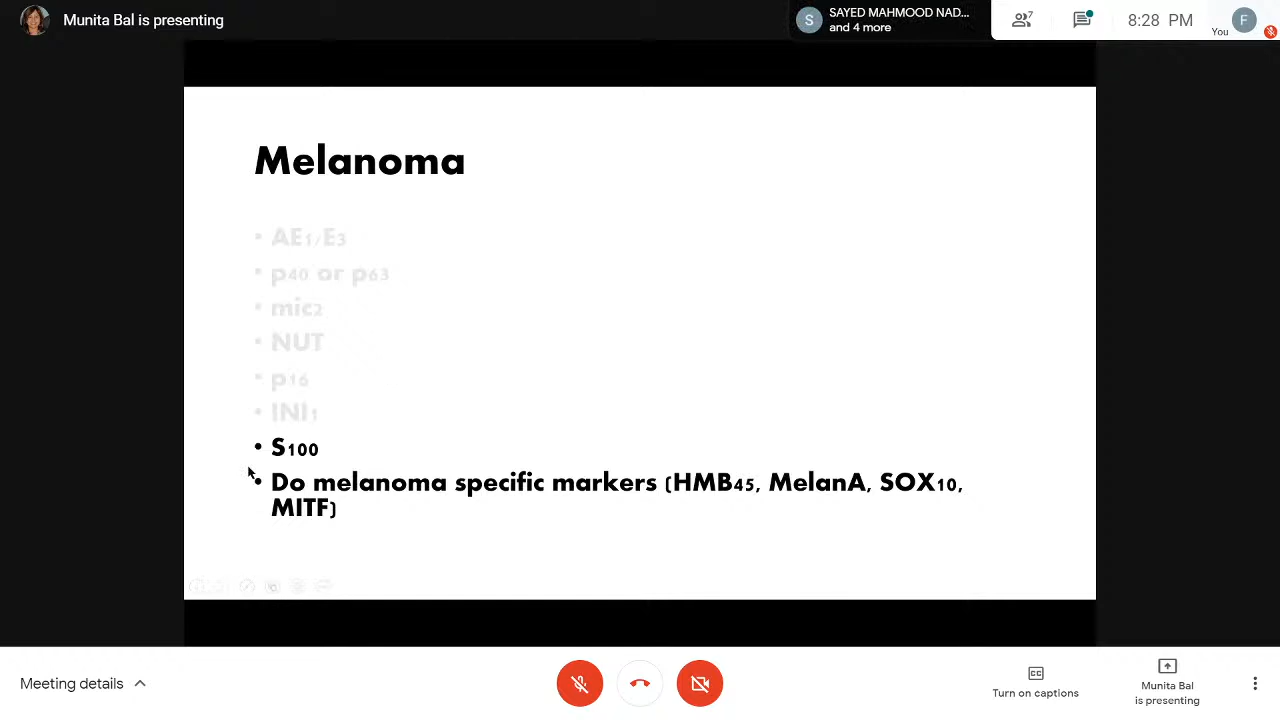 Munita Bal is presenting
S
SAYED MAHMOOD NAD...
and 4 more
7
8:28 PM
You
F
Melanoma
• AE1/E3
• p40 or p63
• mic2
• NUT
• p16
• INI1
• S100
• Do melanoma specific markers (HMB45, MelanA, SOX10,
MITF)
Meeting details
CC
Turn on captions
Munita Bal
is presenting